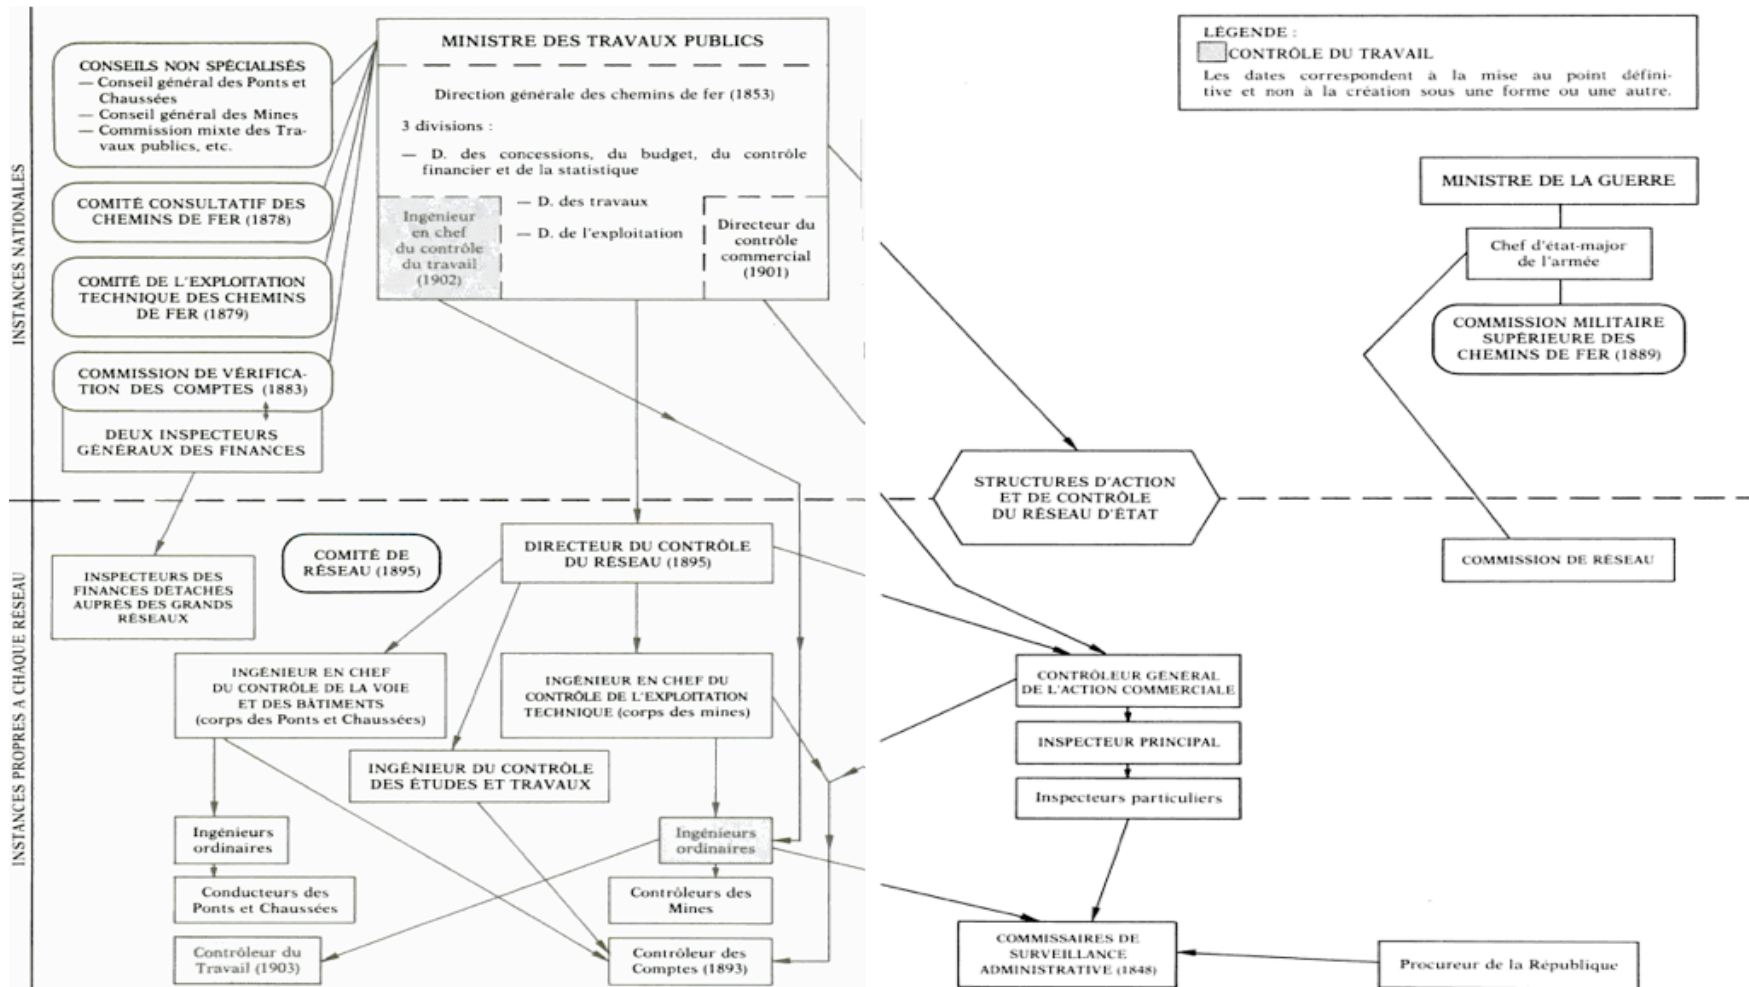 MINISTRE DES TRAVAUX PUBLICS
Direction générale des chemins de fer (1853)
3 divisions :
— D. des concessions, du budget, du contrôle
financier et de la statistique
— D. des travaux
— D. de l'exploitation
Ingénieur
en chef
du contrôle
du travail
(1902)
Directeur du
contrôle
commercial
(1901)
CONSEILS NON SPÉCIALISÉS
— Conseil général des Ponts et
Chaussées
— Conseil général des Mines
— Commission mixte des Tra-
vaux publics, etc.
COMITÉ CONSULTATIF DES
CHEMINS DE FER (1878)
COMITÉ DE L'EXPLOITATION
TECHNIQUE DES CHEMINS
DE FER (1879)
COMMISSION DE VÉRIFICA-
TION DES COMPTES (1883)
DEUX INSPECTEURS
GÉNÉRAUX DES FINANCES
INSTANCES NATIONALES
LÉGENDE :
CONTRÔLE DU TRAVAIL
Les dates correspondent à la mise au point défini-
tive et non à la création sous une forme ou une autre.
MINISTRE DE LA GUERRE
Chef d'état-major
de l'armée
COMMISSION MILITAIRE
SUPÉRIEURE DES
CHEMINS DE FER (1889)
STRUCTURES D'ACTION
ET DE CONTRÔLE
DU RÉSEAU D'ÉTAT
INSTANCES PROPRES A CHAQUE RÉSEAU
INSPECTEURS DES
FINANCES DÉTACHÉS
AUPRÈS DES GRANDS
RÉSEAUX
COMITÉ DE
RÉSEAU (1895)
DIRECTEUR DU CONTRÔLE
DU RÉSEAU (1895)
COMMISSION DE RÉSEAU
INGÉNIEUR EN CHEF
DU CONTRÔLE DE LA VOIE
ET DES BÂTIMENTS
(corps des Ponts et Chaussées)
INGÉNIEUR EN CHEF DU
CONTRÔLE DE L'EXPLOITATION
TECHNIQUE (corps des mines)
CONTRÔLEUR GÉNÉRAL
DE L'ACTION COMMERCIALE
INSPECTEUR PRINCIPAL
Inspecteurs particuliers
INGÉNIEUR DU CONTRÔLE
DES ÉTUDES ET TRAVAUX
Ingénieurs
ordinaires
Ingénieurs
ordinaires
Conducteurs des
Ponts et Chaussées
Contrôleurs des
Mines
Contrôleur du
Travail (1903)
Contrôleur des
Comptes (1893)
COMMISSAIRES DE
SURVEILLANCE
ADMINISTRATIVE (1848)
Procureur de la République